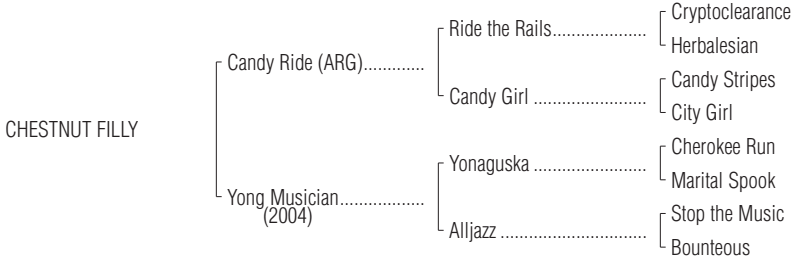 Cryptoclearance
Ride the Rails....................
Herbalesian
Candy Ride (ARG).............
Candy Stripes
Candy Girl ........................
City Girl
CHESTNUT FILLY
Cherokee Run
Yonaguska ........................
Marital Spook
Yong Musician..................
(2004)
Stop the Music
Alljazz ...............................
Bounteous